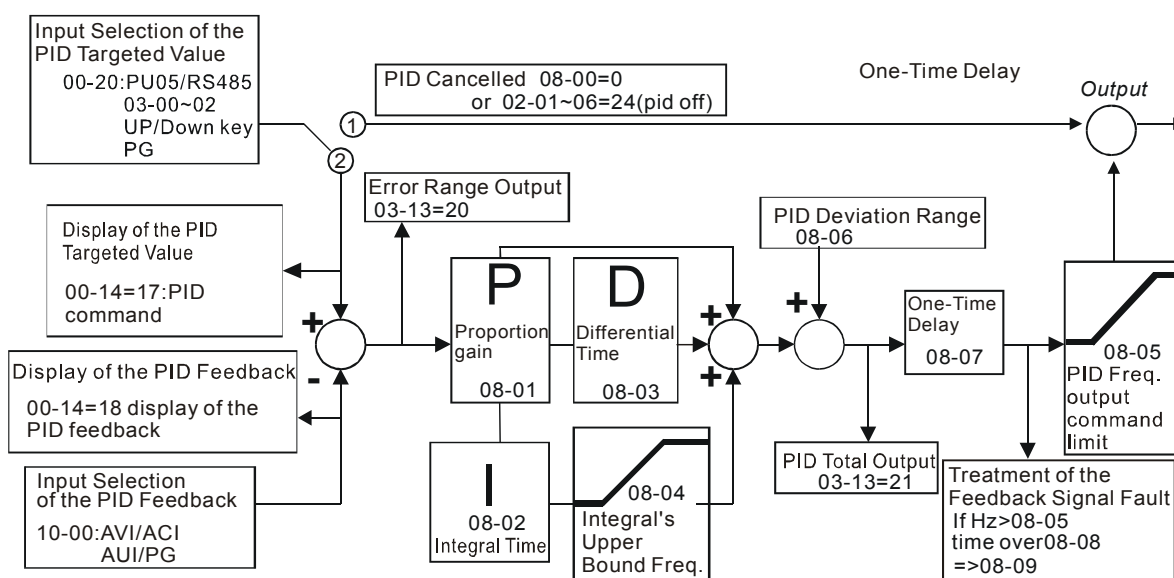 Input Selection of the
PID Targeted Value
00-20:PU05/RS485
03-00~02
UP/Down key
PG
PID Cancelled 08-00=0
or 02-01~06=24(pid off)
One-Time Delay
Output
1
2
Error Range Output
03-13=20
PID Deviation Range
08-06
Display of the PID
Targeted Value
00-14=17:PID
command
+
-
P
Proportion
gain
08-01
D
Differential
Time
08-03
+
+
+
One-Time
Delay
08-07
08-05
PID Freq.
output
command
limit
Display of the PID Feedback
00-14=18 display of the
PID feedback
Input Selection
of the PID Feedback
10-00:AVI/ACI
AUI/PG
I
08-02
Integral Time
08-04
Integral's
Upper
Bound Freq.
PID Total Output
03-13=21
Treatment of the
Feedback Signal Fault
If Hz>08-05
time over08-08
=>08-09